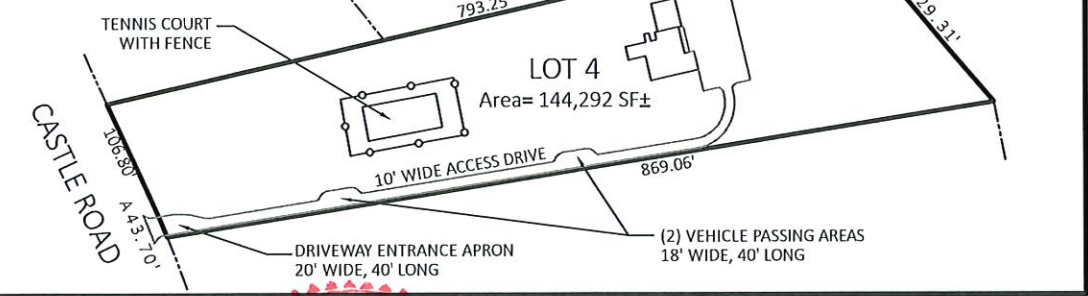 793.25
TENNIS COURT
WITH FENCE
29.31'
LOT 4
Area= 144,292 SF±
CASTLE ROAD
106.80'
10' WIDE ACCESS DRIVE
869.06'
A 43.70'
(2) VEHICLE PASSING AREAS
18' WIDE, 40' LONG
DRIVEWAY ENTRANCE APRON
20' WIDE, 40' LONG